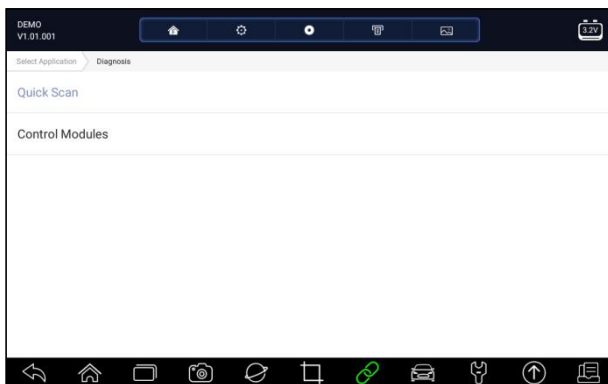 DEMO
V1.01.001
3.2V
Select Application
Diagnosis
Quick Scan
Control Modules